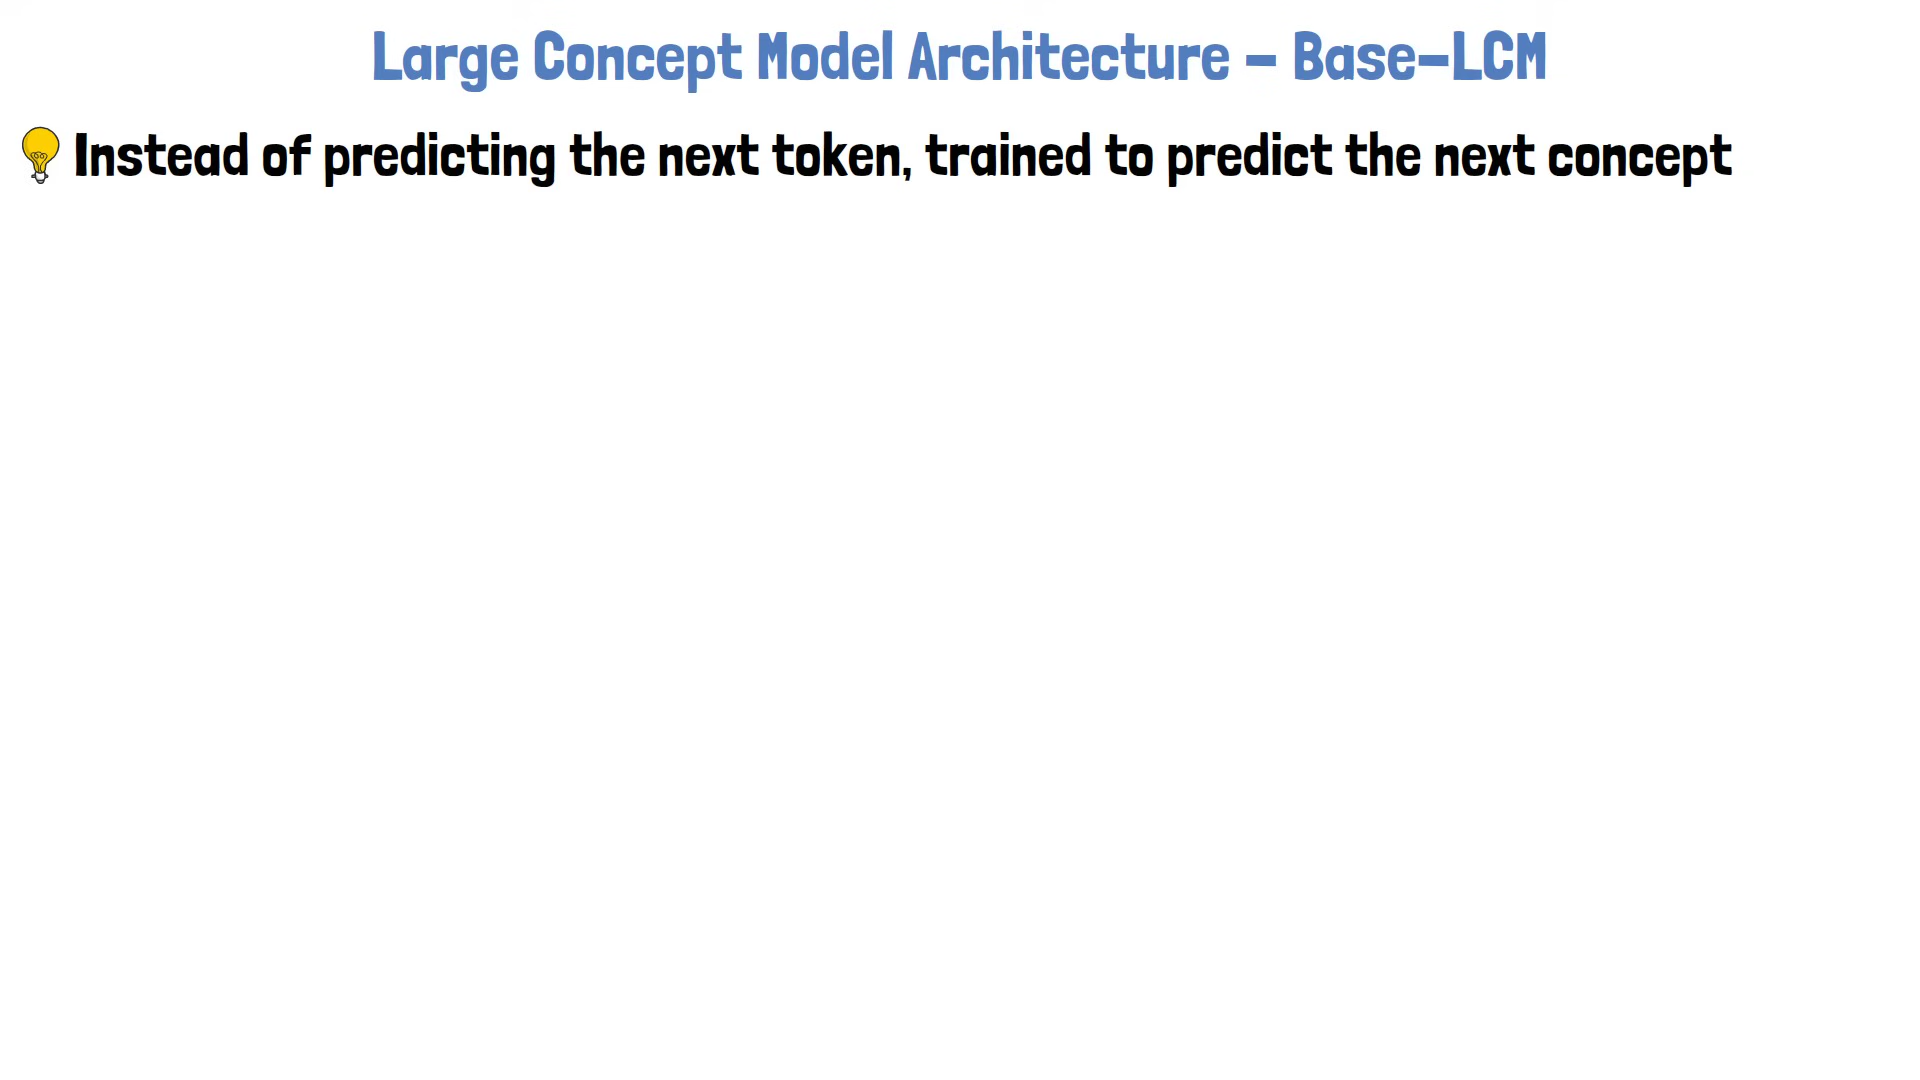 Large Concept Model Architecture - Base-LCM
Instead of predicting the next token, trained to predict the next concept